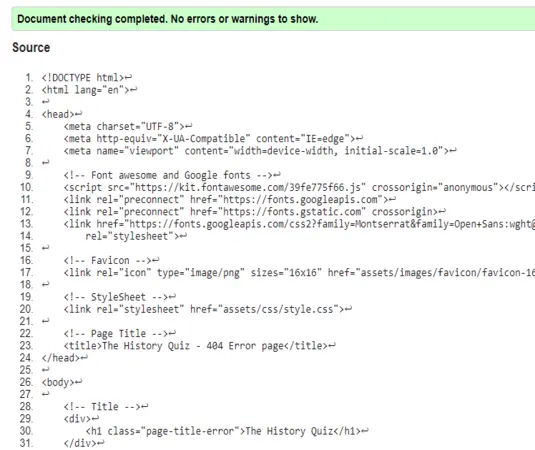 Document checking completed. No errors or warnings to show.
Source
1. <!DOCTYPE html>↩
2. <html lang="en">↩
3. ↩
4. <head>↩
5. <meta charset="UTF-8">↩
6. <meta http-equiv="X-UA-Compatible" content="IE=edge">↩
7. <meta name="viewport" content="width=device-width, initial-scale=1.0">↩
8. ↩
9. <!-- Font awesome and Google fonts -->↩
10. <script src="https://kit.fontawesome.com/39fe775f66.js" crossorigin="anonymous"></scri
11. <link rel="preconnect" href="https://fonts.googleapis.com">↩
12. <link rel="preconnect" href="https://fonts.gstatic.com" crossorigin>↩
13. <link href="https://fonts.googleapis.com/css2?family=Montserrat&family=Open+Sans:wght@
14. rel="stylesheet">↩
15. ↩
16. <!-- Favicon -->↩
17. <link rel="icon" type="image/png" sizes="16x16" href="assets/images/favicon/favicon-16
18. ↩
19. <!-- StyleSheet -->↩
20. <link rel="stylesheet" href="assets/css/style.css">↩
21. ↩
22. <!-- Page Title -->↩
23. <title>The History Quiz - 404 Error page</title>↩
24. </head>↩
25. ↩
26. <body>↩
27. ↩
28. <!-- Title -->↩
29. <div>↩
30. <h1 class="page-title-error">The History Quiz</h1>↩
31. </div>↩